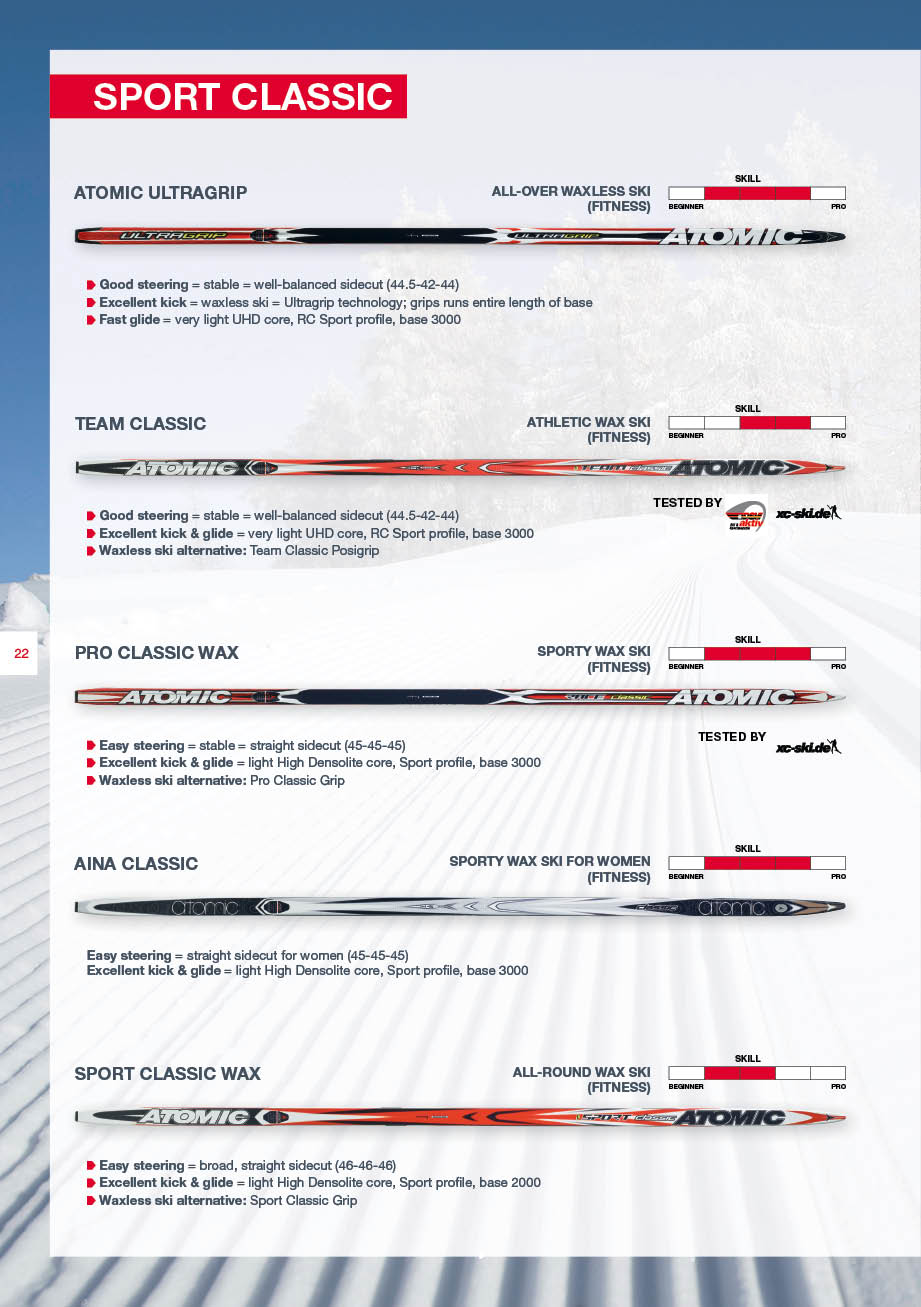 SPORT CLASSIC
ATOMIC ULTRAGRIP
ALL-OVER WAXLESS SKI
(FITNESS)
SKILL
BEGINNER PRO
ULTRAGRIP ULTRAGRIP ATOMIC
Good steering = stable = well-balanced sidecut (44.5-42-44)
Excellent kick = waxless ski = Ultragrip technology; grips runs entire length of base
Fast glide = very light UHD core, RC Sport profile, base 3000
TEAM CLASSIC
ATHLETIC WAX SKI
(FITNESS)
SKILL
BEGINNER PRO
ATOMIC TEAM CLASSIC ATOMIC
TESTED BY
aktiv
xc-ski.de
Good steering = stable = well-balanced sidecut (44.5-42-44)
Excellent kick & glide = very light UHD core, RC Sport profile, base 3000
Waxless ski alternative: Team Classic Posigrip
22
PRO CLASSIC WAX
SPORTY WAX SKI
(FITNESS)
SKILL
BEGINNER PRO
ATOMIC classic ATOMIC
TESTED BY
xc-ski.de
Easy steering = stable = straight sidecut (45-45-45)
Excellent kick & glide = light High Densolite core, Sport profile, base 3000
Waxless ski alternative: Pro Classic Grip
AINA CLASSIC
SPORTY WAX SKI FOR WOMEN
(FITNESS)
SKILL
BEGINNER PRO
ATOMIC classic ATOMIC
Easy steering = straight sidecut for women (45-45-45)
Excellent kick & glide = light High Densolite core, Sport profile, base 3000
SPORT CLASSIC WAX
ALL-ROUND WAX SKI
(FITNESS)
SKILL
BEGINNER PRO
ATOMIC SPORT classic ATOMIC
Easy steering = broad, straight sidecut (46-46-46)
Excellent kick & glide = light High Densolite core, Sport profile, base 2000
Waxless ski alternative: Sport Classic Grip